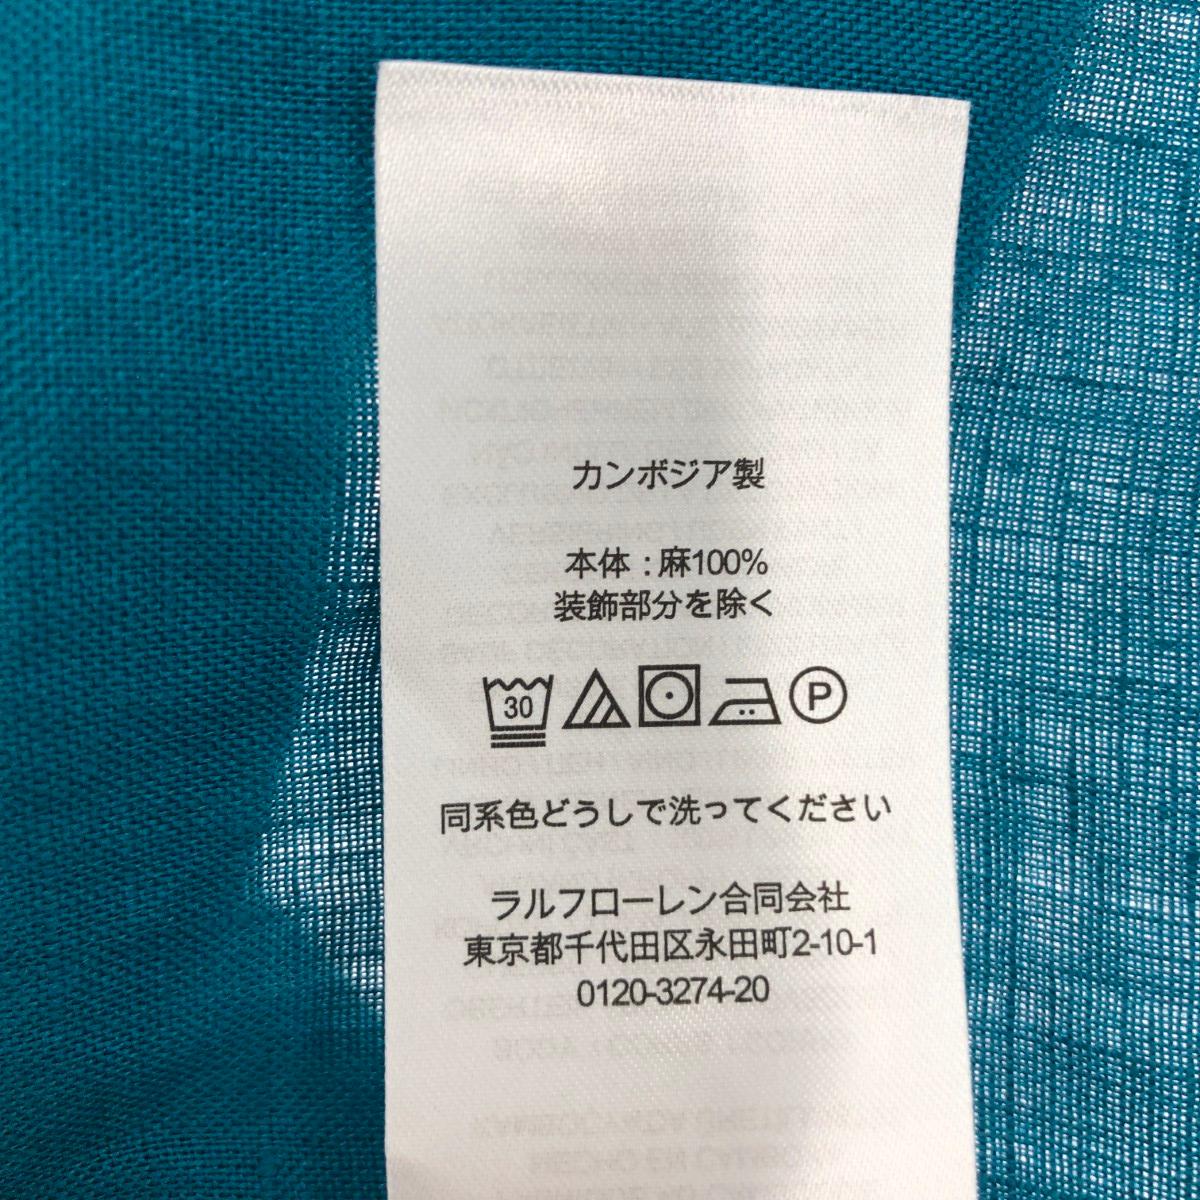 カンボジア製
本体 : 麻100%
装飾部分を除く
30 P
同系色どうしで洗ってください
ラルフローレン合同会社
東京都千代田区永田町2-10-1
0120-3274-20